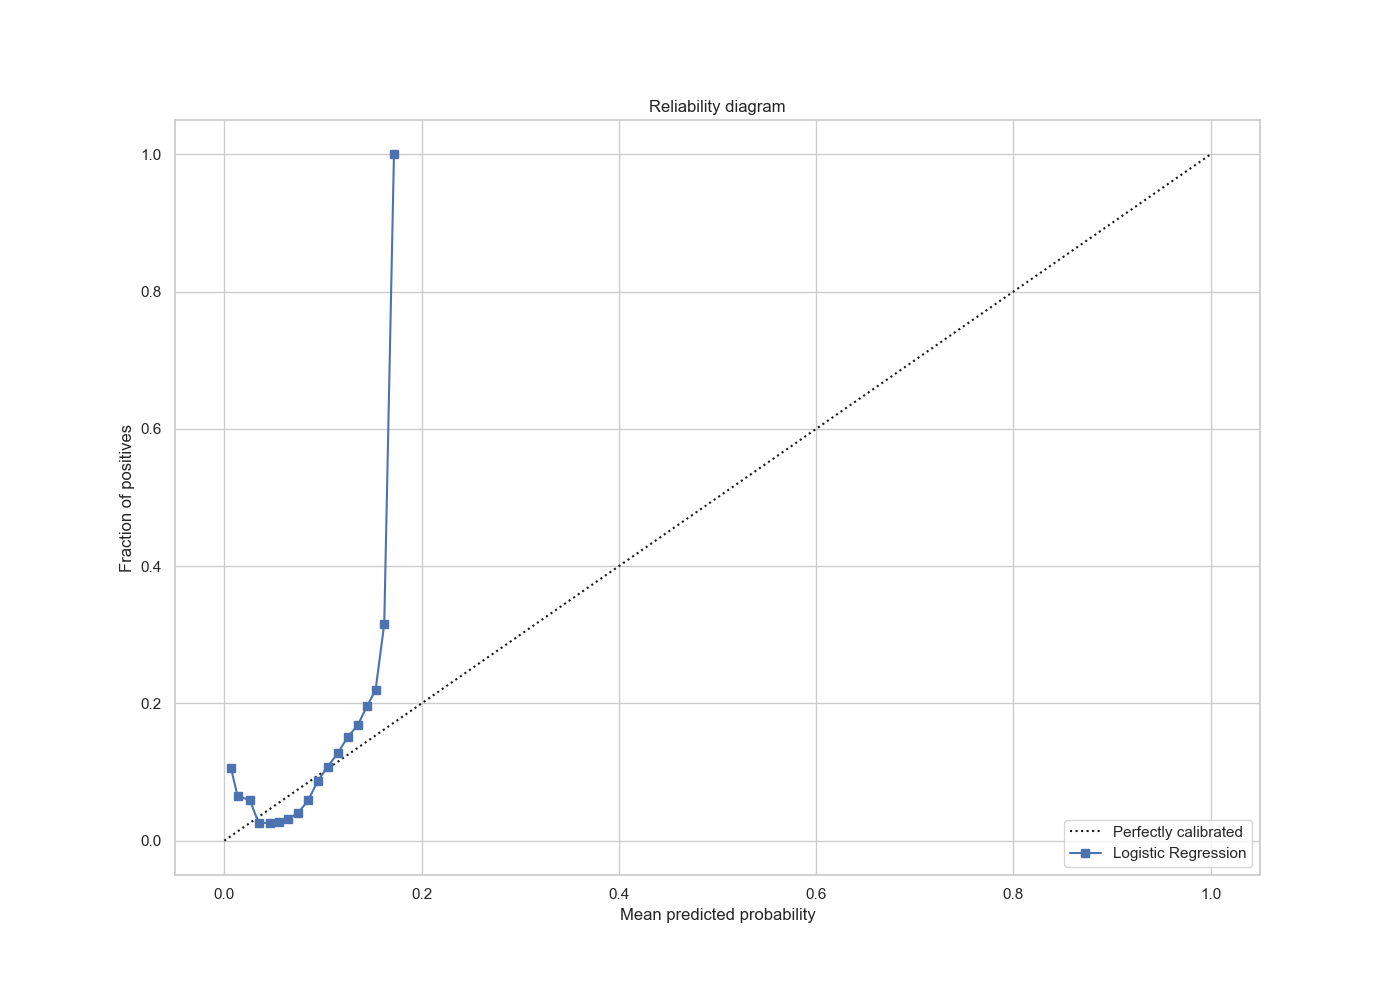 Reliability diagram
1.0
0.8
0.6
0.4
0.2
0.0
Fraction of positives
0.0 0.2 0.4 0.6 0.8 1.0
Mean predicted probability
Perfectly calibrated
Logistic Regression